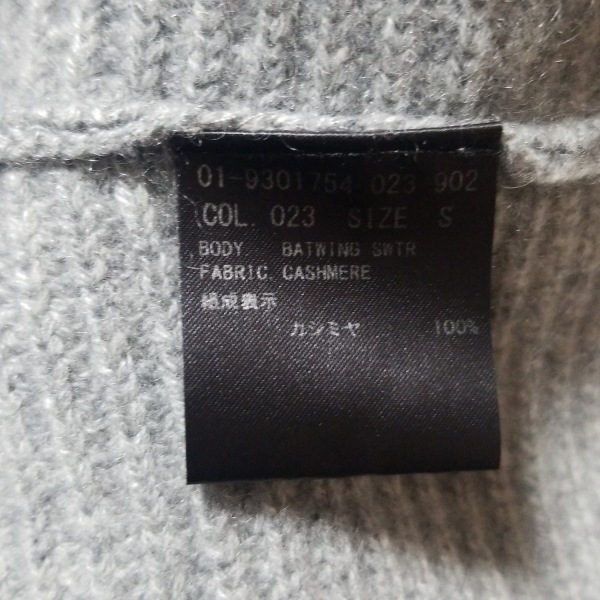 01-9301754 023 902
COL. 023 SIZE S
BODY BATWING SWTR
FABRIC CASHMERE
組成表示
カシミヤ 100%